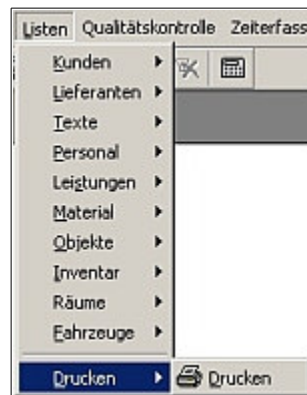 Listen Qualitätskontrolle Zeiterfass
Kunden
Lieferanten
Texte
Personal
Leistungen
Material
Objekte
Inventar
Räume
Fahrzeuge
Drucken Drucken